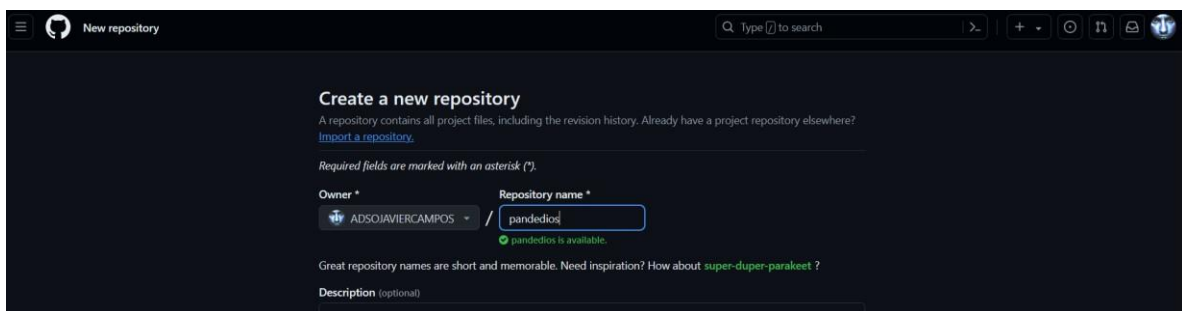 New repository
Type / to search
Create a new repository
A repository contains all project files, including the revision history. Already have a project repository elsewhere?
Import a repository.
Required fields are marked with an asterisk (*).
Owner * Repository name *
ADSOJAVIERCAMPOS / pandedios
pandedios is available.
Great repository names are short and memorable. Need inspiration? How about super-duper-parakeet ?
Description (optional)